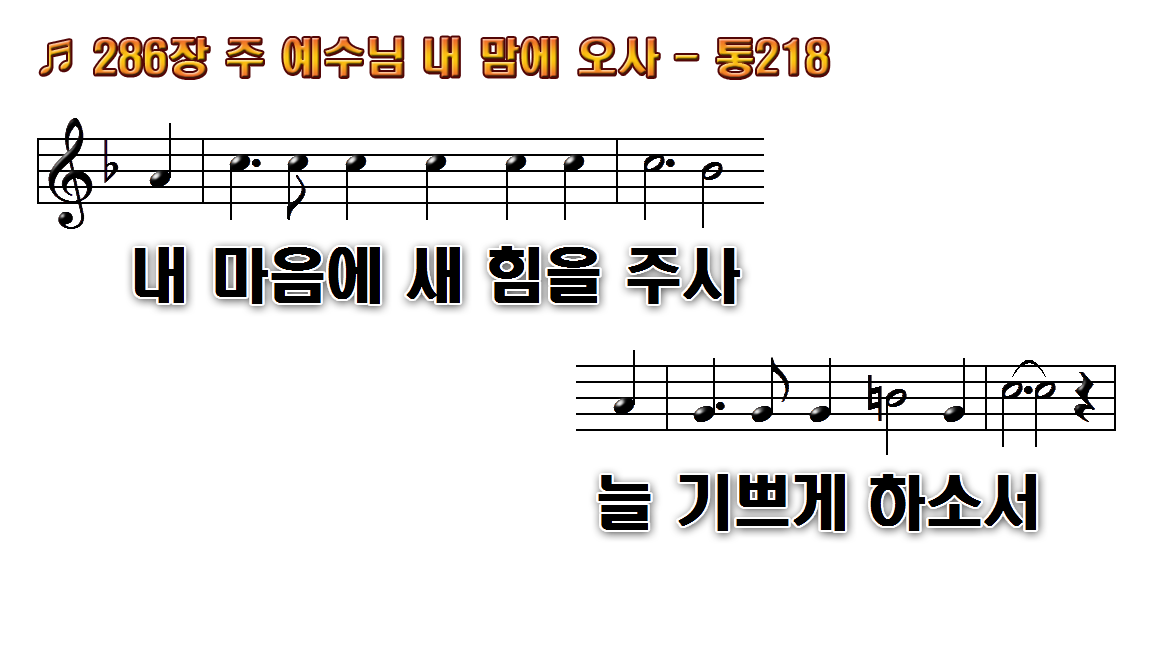 ♬ 286장 주 예수님 내 맘에 오사 - 통218
내 마음에 새 힘을 주사
늘 기쁘게 하소서